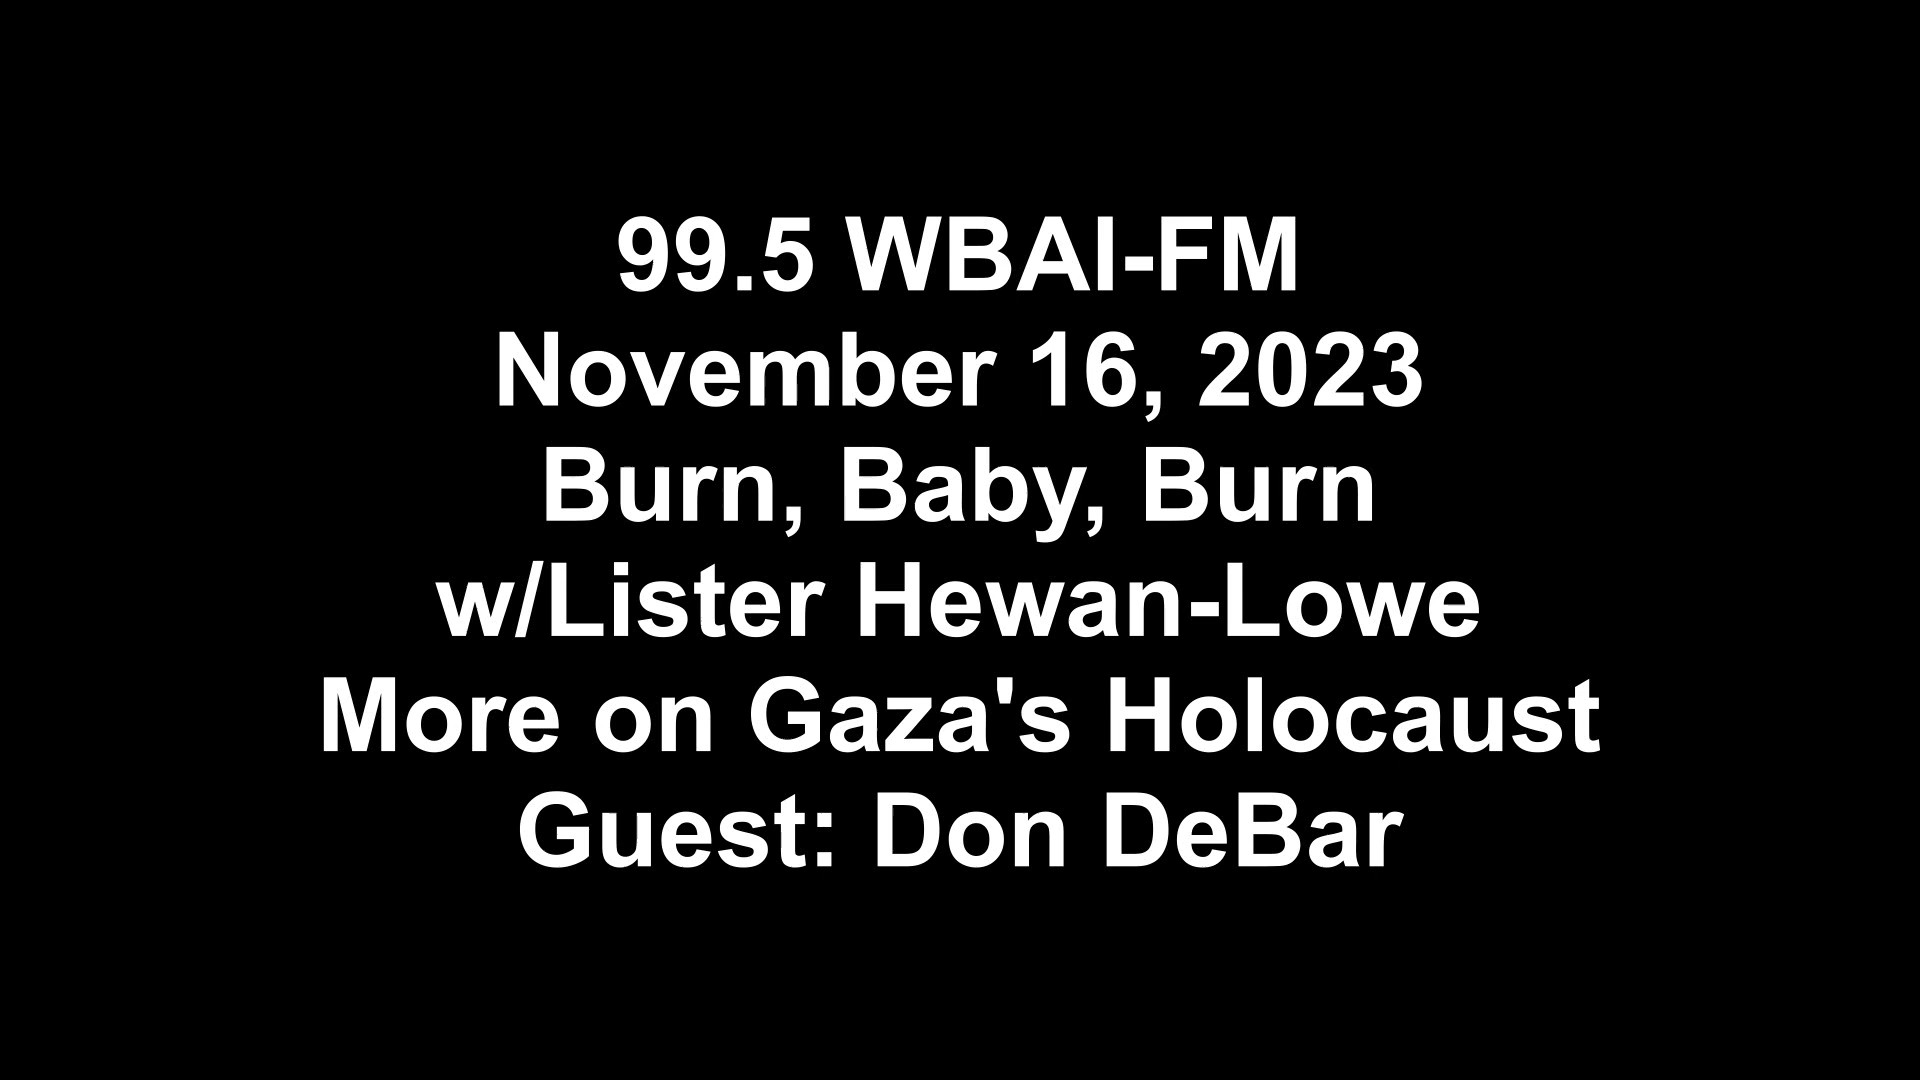 99.5 WBAI-FM
November 16, 2023
Burn, Baby, Burn
w/Lister Hewan-Lowe
More on Gaza's Holocaust
Guest: Don DeBar